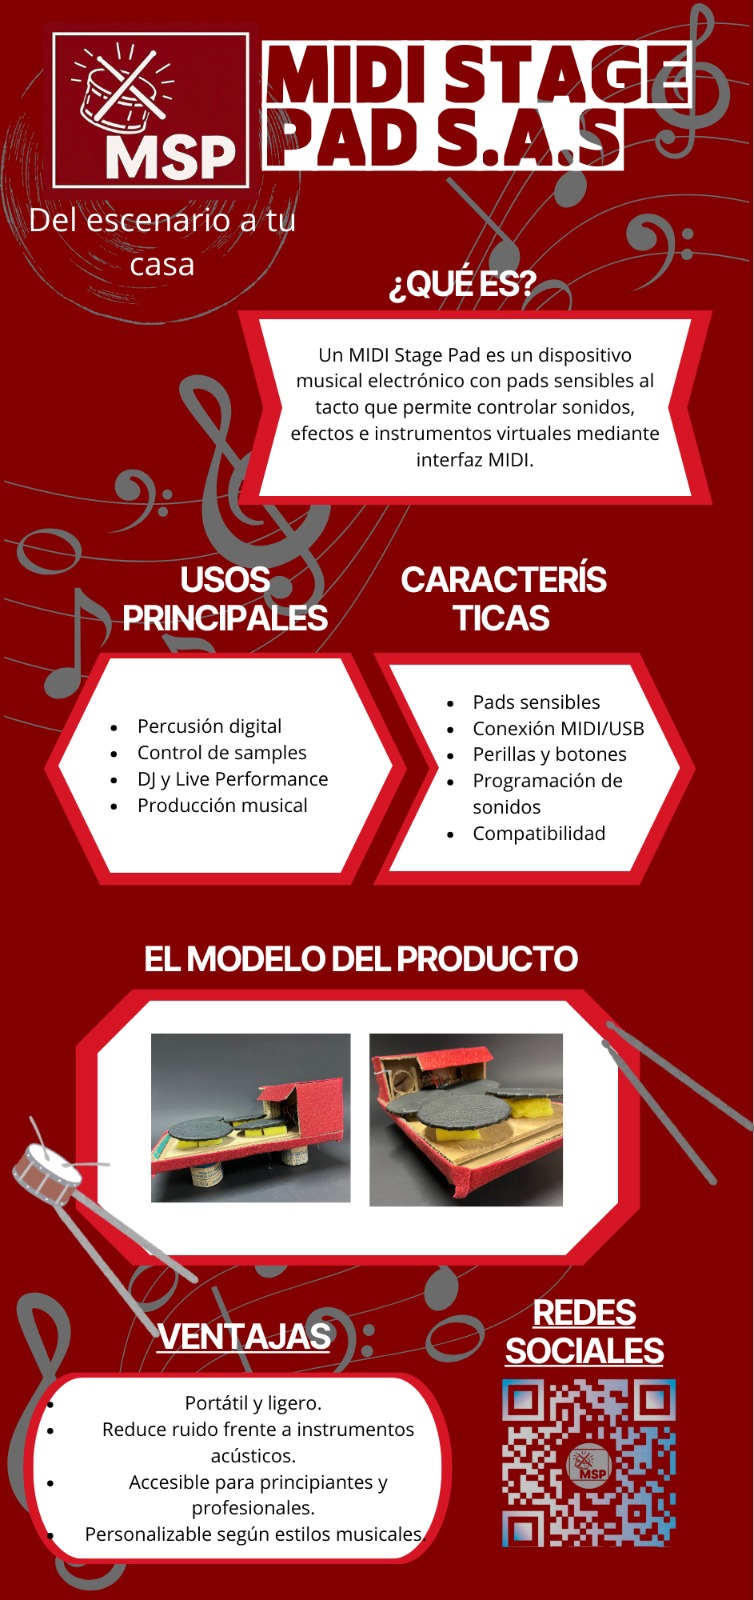 MSP
MIDI STAGE
PAD S.A.S
Del escenario a tu
casa
¿QUÉ ES?
Un MIDI Stage Pad es un dispositivo
musical electrónico con pads sensibles al
tacto que permite controlar sonidos,
efectos e instrumentos virtuales mediante
interfaz MIDI.
USOS
PRINCIPALES
• Percusión digital
• Control de samples
• DJ y Live Performance
• Producción musical
CARACTERÍS
TICAS
• Pads sensibles
• Conexión MIDI/USB
• Perillas y botones
• Programación de
sonidos
• Compatibilidad
EL MODELO DEL PRODUCTO
VENTAJAS
• Portátil y ligero.
• Reduce ruido frente a instrumentos
acústicos.
• Accesible para principiantes y
profesionales.
• Personalizable según estilos musicales.
REDES
SOCIALES
MSP